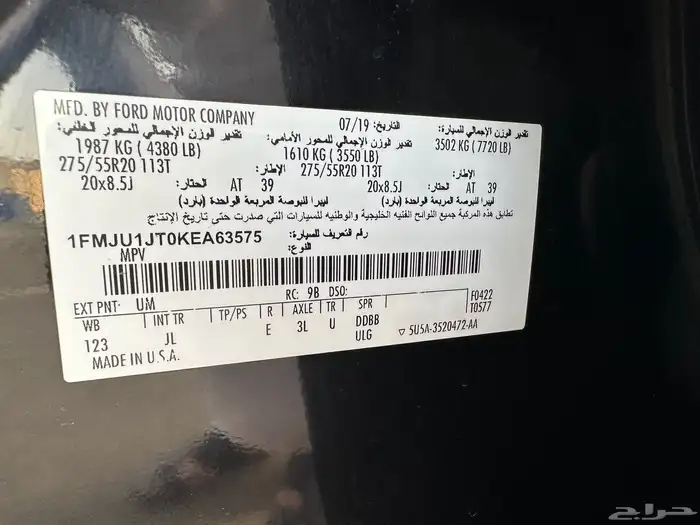 MFD. BY FORD MOTOR COMPANY
التاريخ: 07/19
تقدير الوزن الإجمالي للسيارة:
3502 KG (7720 LB)
تقدير الوزن الإجمالي للمحور الأمامي:
1610 KG (3550 LB)
تقدير الوزن الإجمالي للمحور الخلفي:
1987 KG (4380 LB)
275/55R20 113T
الإطار: 275/55R20 113T
الإطار:
20x8.5J الحتار: AT 39
20x8.5J الحتار: AT 39
ليبرا للبوصة المربعة الواحدة (بارد)
ليبرا للبوصة المربعة الواحدة (بارد)
تطابق هذه المركبة جميع اللوائح الفنيه الخليجية والوطنيه للسيارات التي صدرت حتى تاريخ الإنتاج
رقم تعريف السيارة: 1FMJU1JT0KEA63575
النوع: MPV
EXT PNT: UM RC: 9B DSO:
F0422
T0577
WB INT TR TP/PS R AXLE TR SPR
123 JL E 3L U DDBB
ULG
5U5A-3520472-AA
MADE IN U.S.A.
حراج